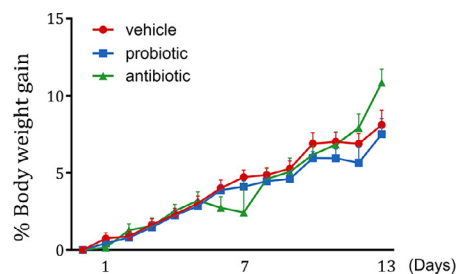 15
vehicle
probiotic
antibiotic
10
% Body weight gain
5
0
1 7 13 (Days)